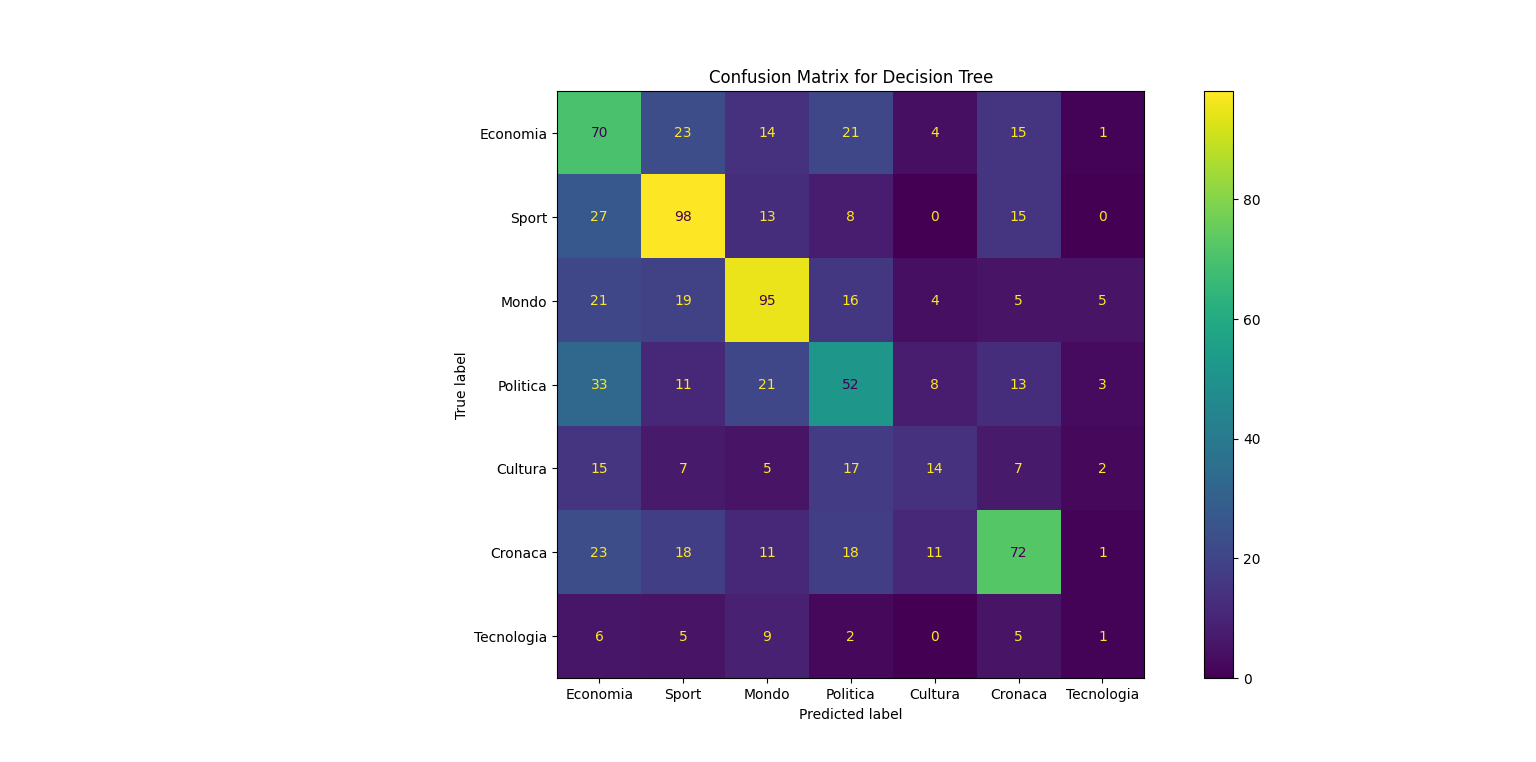 Confusion Matrix for Decision Tree
Economia 70 23 14 21 4 15 1
Sport 27 98 13 8 0 15 0
Mondo 21 19 95 16 4 5 5
Politica 33 11 21 52 8 13 3
Cultura 15 7 5 17 14 7 2
Cronaca 23 18 11 18 11 72 1
Tecnologia 6 5 9 2 0 5 1
Economia Sport Mondo Politica Cultura Cronaca Tecnologia
Predicted label
True label
80
60
40
20
0